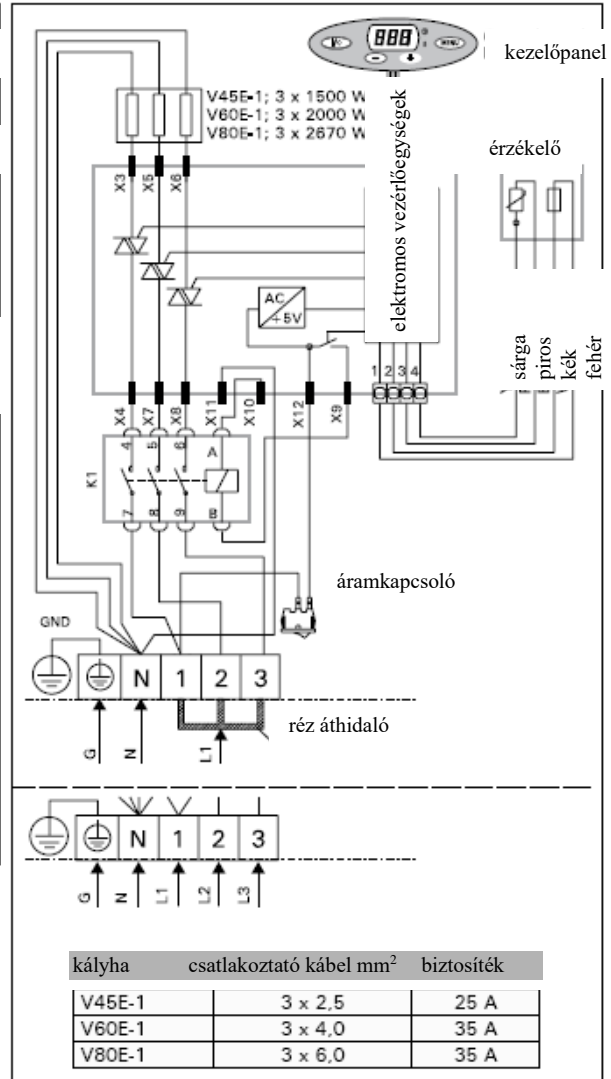 888
I/0
MENU
kezelőpanel
V45E-1; 3 x 1500 W
V60E-1; 3 x 2000 W
V80E-1; 3 x 2670 W
elektromos vezérlőegységek
érzékelő
X3 X5 X6
AC
+5V
1 2 3 4
sárga
piros
kék
fehér
X4 X7 X8 X11 X10 X12 X9
4 5 6 A
K1
7 8 9 B
áramkapcsoló
GND
N 1 2 3
réz áthidaló
G N L1
N 1 2 3
G N L1 L2 L3
kályha csatlakoztató kábel mm² biztosíték
V45E-1 3 x 2,5 25 A
V60E-1 3 x 4,0 35 A
V80E-1 3 x 6,0 35 A